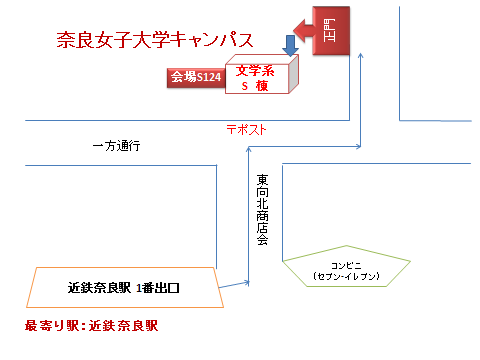 奈良女子大学キャンパス
正門
会場S124
文学系
S 棟
〒ポスト
一方通行
東向北商店会
コンビニ
（セブン-イレブン）
近鉄奈良駅 1番出口
最寄り駅：近鉄奈良駅